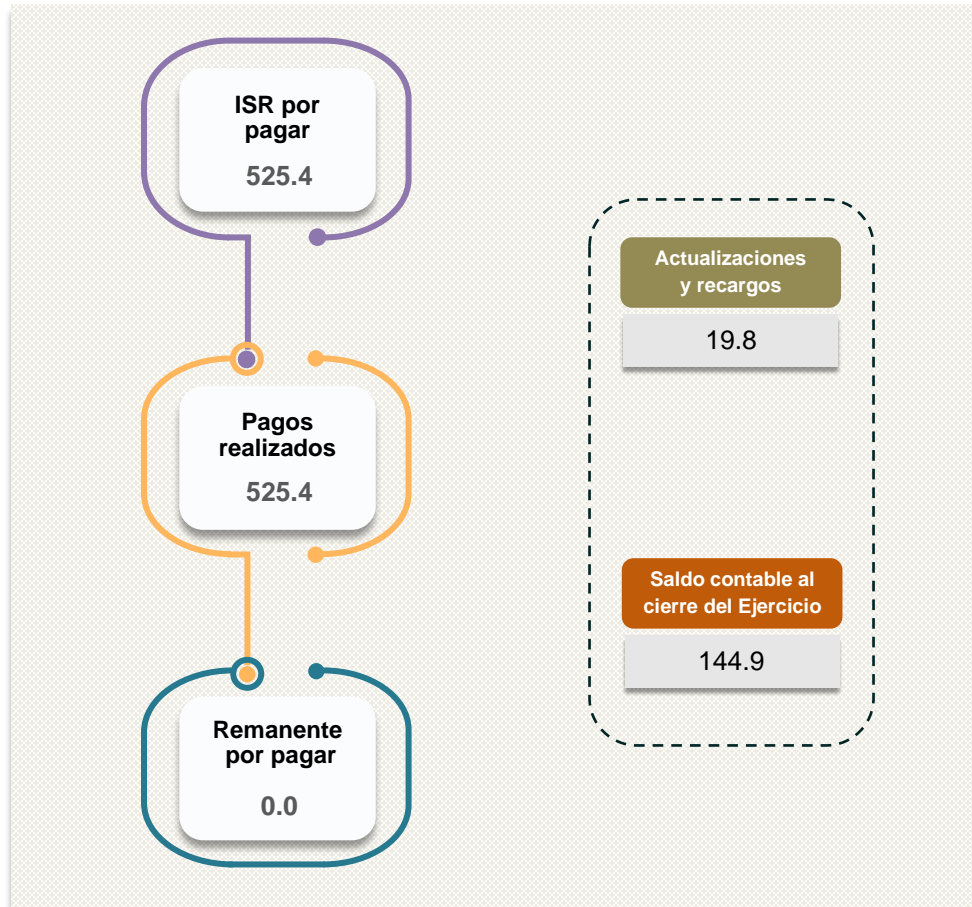 ISR por
pagar
525.4
Pagos
realizados
525.4
Remanente
por pagar
0.0
Actualizaciones
y recargos
19.8
Saldo contable al
cierre del Ejercicio
144.9